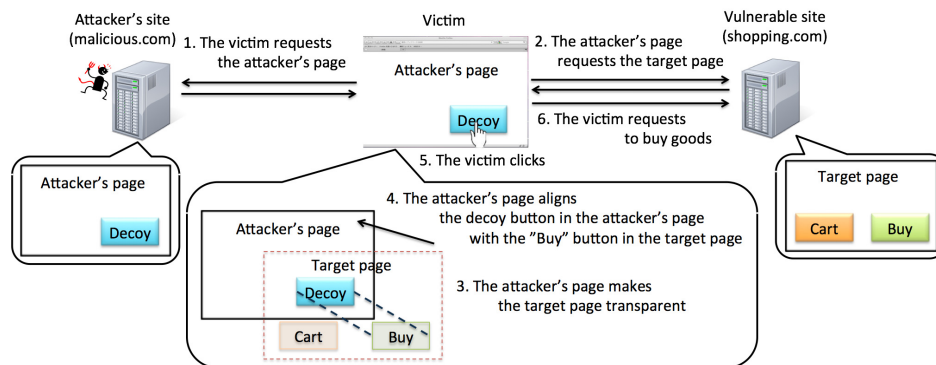 Attacker's site
(malicious.com)
Victim
Vulnerable site
(shopping.com)
1. The victim requests
the attacker's page
2. The attacker's page
requests the target page
Attacker's page
Decoy
6. The victim requests
to buy goods
5. The victim clicks
Attacker's page
Decoy
Target page
Cart
Buy
4. The attacker's page aligns
the decoy button in the attacker's page
with the "Buy" button in the target page
Attacker's page
Target page
Decoy
Cart
Buy
3. The attacker's page makes
the target page transparent